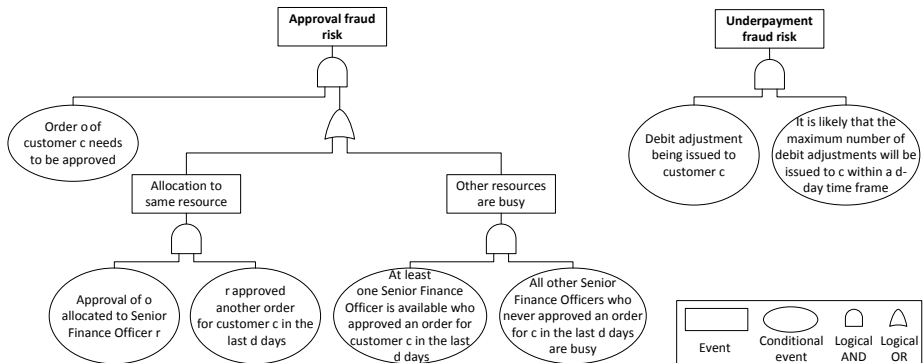 Approval fraud
risk
Underpayment
fraud risk
Order o of
customer c needs
to be approved
Debit adjustment
being issued to
customer c
It is likely that the
maximum number of
debit adjustments will be
issued to c within a d-
day time frame
Allocation to
same resource
Other resources
are busy
Approval of o
allocated to Senior
Finance Officer r
r approved
another order
for customer c in the
last d days
At least
one Senior Finance
Officer is available who
approved an order for
customer c in the last
d days
All other Senior
Finance Officers who
never approved an order
for c in the last d days
are busy
Event
Conditional
event
Logical
AND
Logical
OR